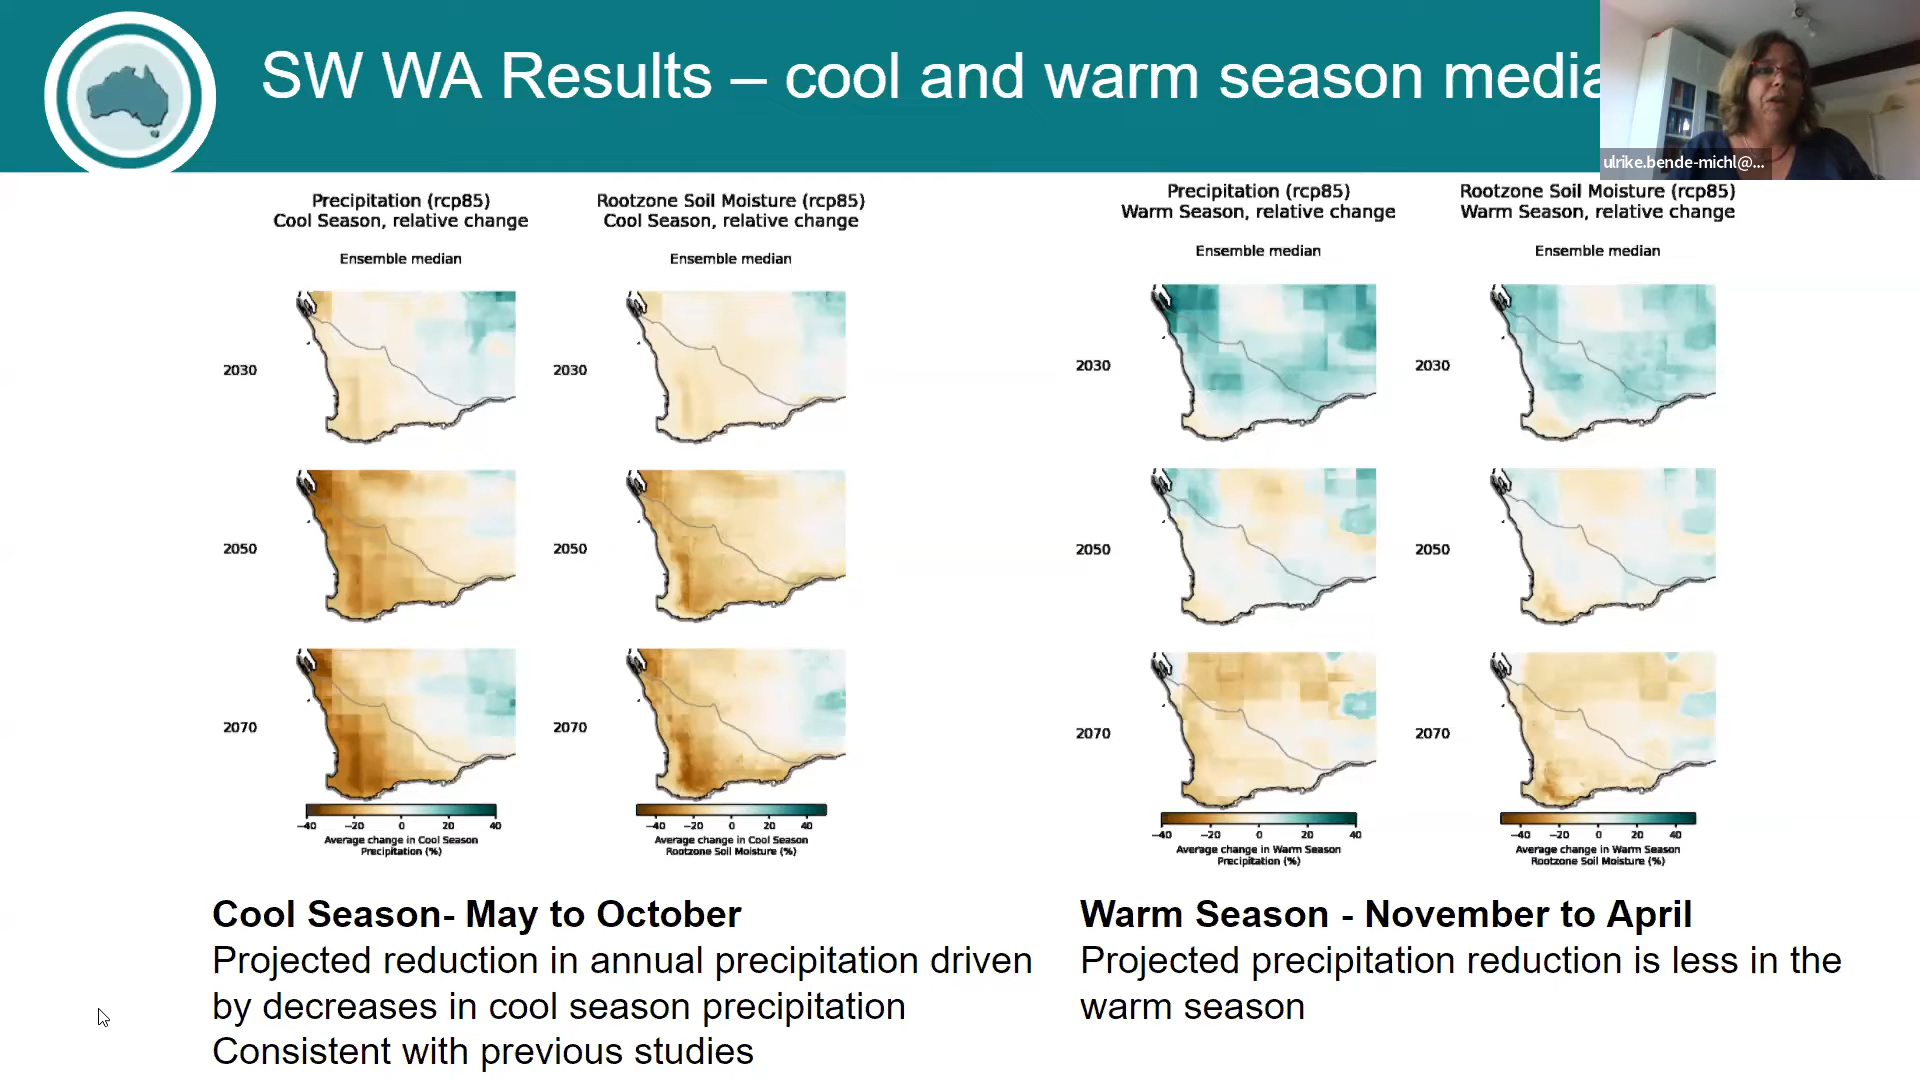 SW WA Results – cool and warm season media
ulrike.bende-michl@...
Precipitation (rcp85)
Cool Season, relative change
Ensemble median
2030
2050
2070
−40 −20 0 20 40
Average change in Cool Season
Precipitation (%)
Rootzone Soil Moisture (rcp85)
Cool Season, relative change
Ensemble median
2030
2050
2070
−40 −20 0 20 40
Average change in Cool Season
Rootzone Soil Moisture (%)
Precipitation (rcp85)
Warm Season, relative change
Ensemble median
2030
2050
2070
−40 −20 0 20 40
Average change in Warm Season
Precipitation (%)
Rootzone Soil Moisture (rcp85)
Warm Season, relative change
Ensemble median
2030
2050
2070
−40 −20 0 20 40
Average change in Warm Season
Rootzone Soil Moisture (%)
Cool Season- May to October
Projected reduction in annual precipitation driven
by decreases in cool season precipitation
Consistent with previous studies
Warm Season - November to April
Projected precipitation reduction is less in the
warm season